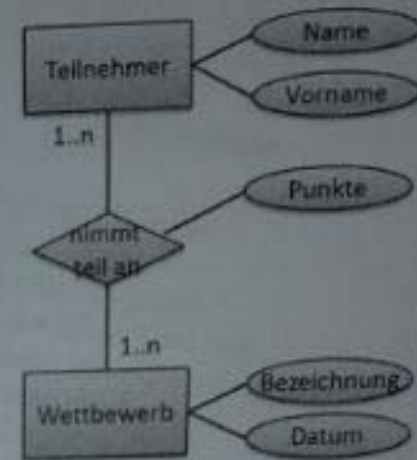 Name
Teilnehmer
Vorname
1..n
Punkte
nimmt
teil an
1..n
Bezeichnung
Wettbewerb
Datum